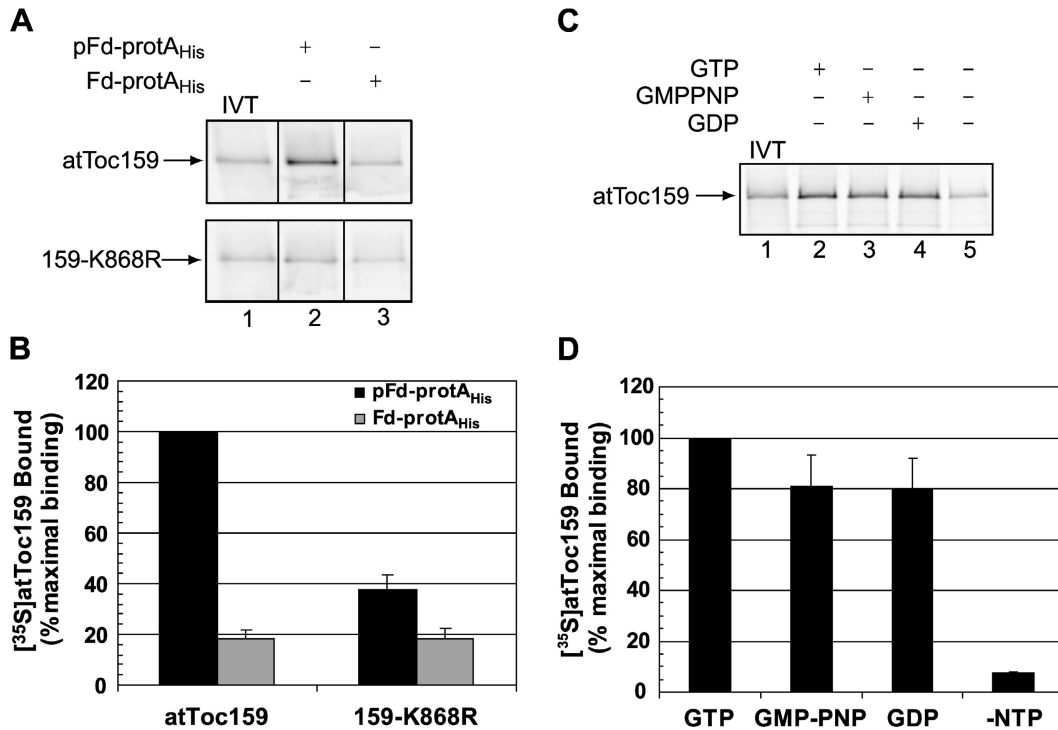 A
pFd-protAHis + –
Fd-protAHis – +
IVT
atToc159
159-K868R
1 2 3
B
[35S]atToc159 Bound
(% maximal binding)
120
100
80
60
40
20
0
pFd-protAHis
Fd-protAHis
atToc159 159-K868R
C
GTP + – – –
GMPPNP – + – –
GDP – – + –
IVT
atToc159
1 2 3 4 5
D
[35S]atToc159 Bound
(% maximal binding)
120
100
80
60
40
20
0
GTP GMP-PNP GDP -NTP